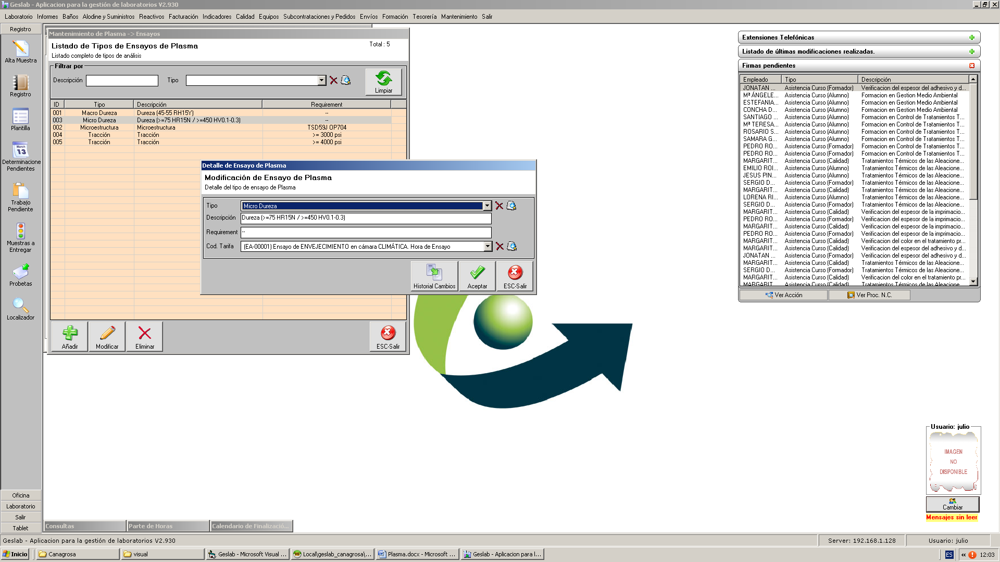 Geslab - Aplicacion para la gestión de laboratorios V2.930
Laboratorio Informes Baños Alodine y Suministros Reactivos Facturación Indicadores Calidad Equipos Subcontrataciones y Pedidos Envíos Formación Tesorería Mantenimiento Salir
Registro
Alta Muestra
Registro
Plantilla
March
13
Determinacione
Pendientes
Trabajo
Pendiente
Muestras a
Entregar
Probetas
Localizador
Oficina
Laboratorio
Salir
Tablet
Mantenimiento de Plasma -> Ensayos
Listado de Tipos de Ensayos de Plasma
Total : 5
Listado completo de tipos de análisis
Filtrar por
Descripción
Tipo
Limpiar
ID Tipo Descripción Requirement
001 Macro Dureza Dureza (45-55 RH15Y) --
003 Micro Dureza Dureza (>=75 HR15N / >=450 HV0.1-0.3) --
002 Microestructura Microestructura TSD59J OP704
004 Tracción Tracción >= 3000 psi
005 Tracción Tracción >= 4000 psi
Añadir
Modificar
Eliminar
ESC-Salir
Detalle de Ensayo de Plasma
Modificación de Ensayo de Plasma
Detalle del tipo de ensayo de Plasma
Tipo Micro Dureza
Descripción Dureza (>=75 HR15N / >=450 HV0.1-0.3)
Requirement --
Cod. Tarifa (EA-00001) Ensayo de ENVEJECIMIENTO en cámara CLIMÁTICA. Hora de Ensayo
Historial Cambios
Aceptar
ESC-Salir
Extensiones Telefónicas
Listado de últimas modificaciones realizadas.
Firmas pendientes
Empleado Tipo Descripción
JONATAN ... Asistencia Curso (Formador) Verificacion del espesor del adhesivo y d...
Mª ÁNGELE... Asistencia Curso (Alumno) Formacion en Gestion Medio Ambiental
ESTEFANIA... Asistencia Curso (Alumno) Formacion en Gestion Medio Ambiental
CONCHA D... Asistencia Curso (Alumno) Formacion en Gestion Medio Ambiental
SANTIAGO ... Asistencia Curso (Alumno) Formacion en Control de Tratamientos T...
Mª TERESA... Asistencia Curso (Alumno) Formacion en Control de Tratamientos T...
ROSARIO S... Asistencia Curso (Alumno) Formacion en Control de Tratamientos T...
SAMARA G... Asistencia Curso (Alumno) Formacion en Control de Tratamientos T...
PEDRO RO... Asistencia Curso (Alumno) Formacion en Control de Tratamientos T...
PEDRO RO... Asistencia Curso (Formador) Formacion en Control de Tratamientos T...
MARGARIT... Asistencia Curso (Calidad) Tratamientos Térmicos de las Aleacione...
EMILIO ROI... Asistencia Curso (Alumno) Tratamientos Térmicos de las Aleacione...
JESUS PIN... Asistencia Curso (Alumno) Tratamientos Térmicos de las Aleacione...
SERGIO D... Asistencia Curso (Formador) Tratamientos Térmicos de las Aleacione...
MARGARIT... Asistencia Curso (Calidad) Tratamientos Térmicos de las Aleacione...
LORENA RI... Asistencia Curso (Alumno) Tratamientos Térmicos de las Aleacione...
SERGIO D... Asistencia Curso (Formador) Tratamientos Térmicos de las Aleacione...
MARGARIT... Asistencia Curso (Calidad) Verificacion del espesor de la imprimacio...
PEDRO RO... Asistencia Curso (Formador) Verificacion del espesor de la imprimacio...
MARGARIT... Asistencia Curso (Calidad) Verificacion del espesor de la imprimacio...
PEDRO RO... Asistencia Curso (Formador) Verificacion del espesor de la imprimacio...
MARGARIT... Asistencia Curso (Calidad) Verificacion del color en el tratamiento pr...
MARGARIT... Asistencia Curso (Calidad) Verificacion del espesor del adhesivo y d...
JONATAN ... Asistencia Curso (Formador) Verificacion del espesor del adhesivo y d...
MARGARIT... Asistencia Curso (Calidad) Tratamientos Térmicos de las Aleacione...
SERGIO D... Asistencia Curso (Formador) Tratamientos Térmicos de las Aleacione...
MARGARIT... Asistencia Curso (Calidad) Verificacion del color en el tratamiento pr...
MARGARIT... Asistencia Curso (Calidad) Tratamientos Térmicos de las Aleacione...
Ver Acción
Ver Proc. N.C.
Usuario: julio
IMAGEN
NO
DISPONIBLE
Cambiar
Mensajes sin leer
Consultas
Parte de Horas
Calendario de Finalizació...
Geslab - Aplicacion para la gestión de laboratorios V2.930
Server: 192.168.1.128
Usuario: julio
Inicio
Canagrosa
visual
Geslab - Microsoft Visual ...
HS
Local\geslab_canagrosa\...
Plasma.docx - Microsoft ...
Geslab - Aplicacion para l...
ES
12:03